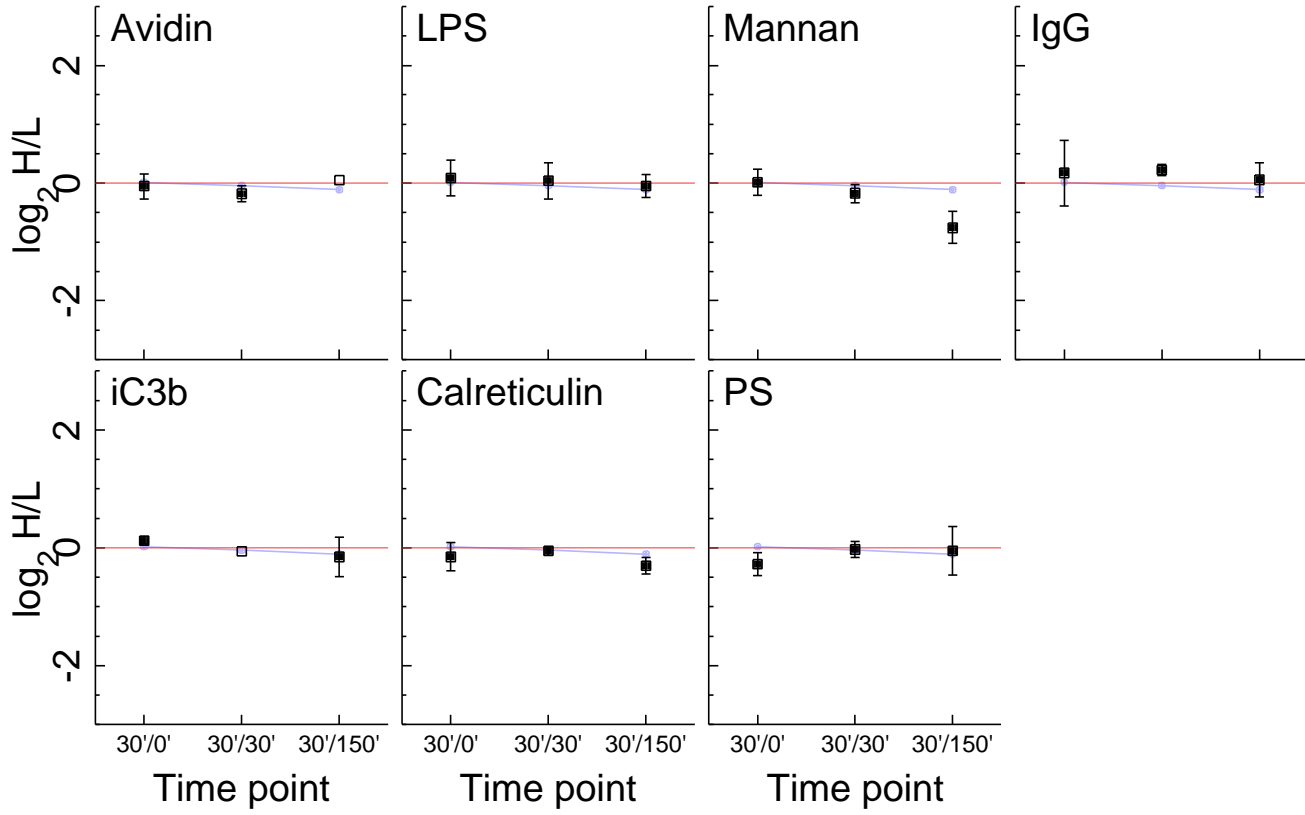 Avidin
LPS
Mannan
IgG
2
0
-2
log2 H/L
iC3b
Calreticulin
PS
2
0
-2
log2 H/L
30'/0' 30'/30' 30'/150'
30'/0' 30'/30' 30'/150'
30'/0' 30'/30' 30'/150'
Time point
Time point
Time point